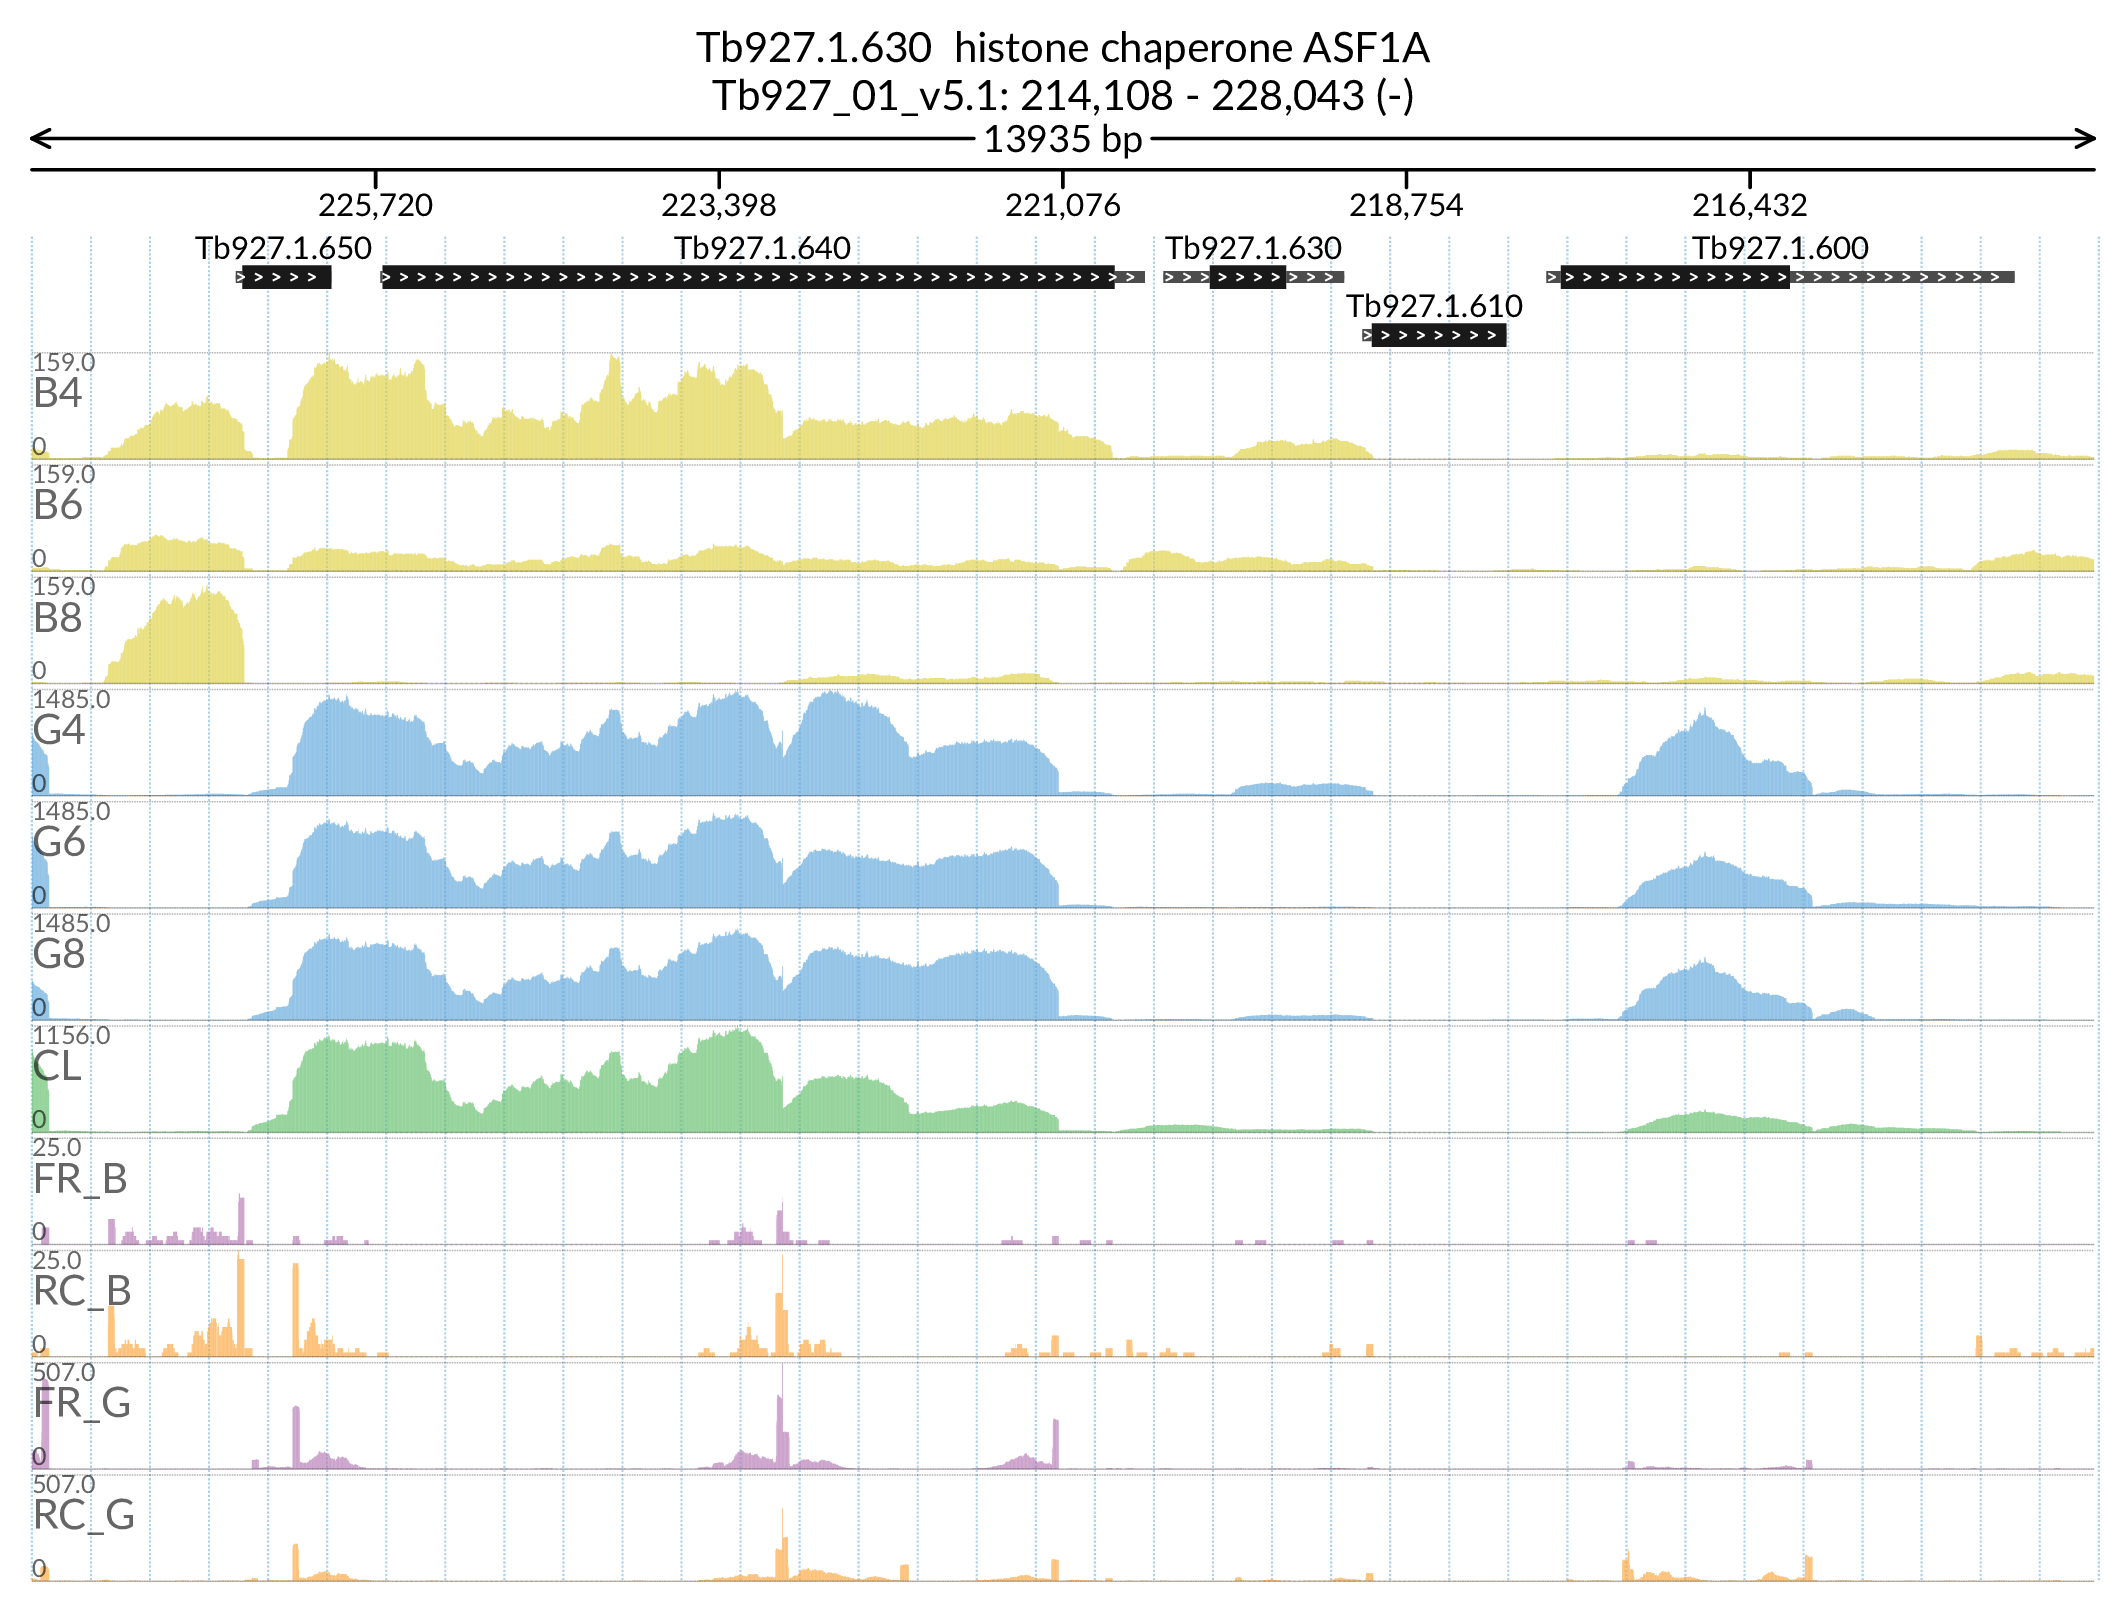 Tb927.1.630  histone chaperone ASF1A
Tb927_01_v5.1: 214,108 - 228,043 (-)
13935 bp
225,720 223,398 221,076 218,754 216,432
Tb927.1.650 Tb927.1.640 Tb927.1.630 Tb927.1.600
Tb927.1.610
159.0
B4
0
159.0
B6
0
159.0
B8
0
1485.0
G4
0
1485.0
G6
0
1485.0
G8
0
1156.0
CL
0
25.0
FR_B
0
25.0
RC_B
0
507.0
FR_G
0
507.0
RC_G
0